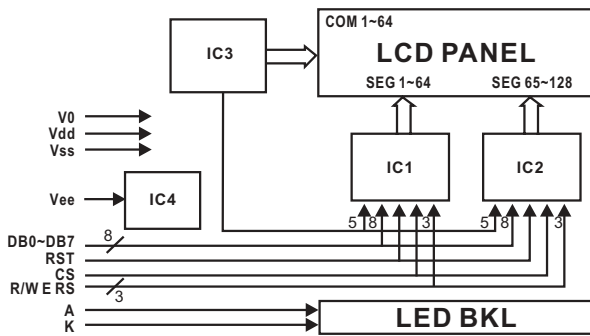 COM 1~64
LCD PANEL
SEG 1~64 SEG 65~128
IC3
V0
Vdd
Vss
IC1 IC2
Vee IC4
5 8 3 5 8 3
DB0~DB7 8
RST
CS
R/W E RS 3
A
K
LED BKL